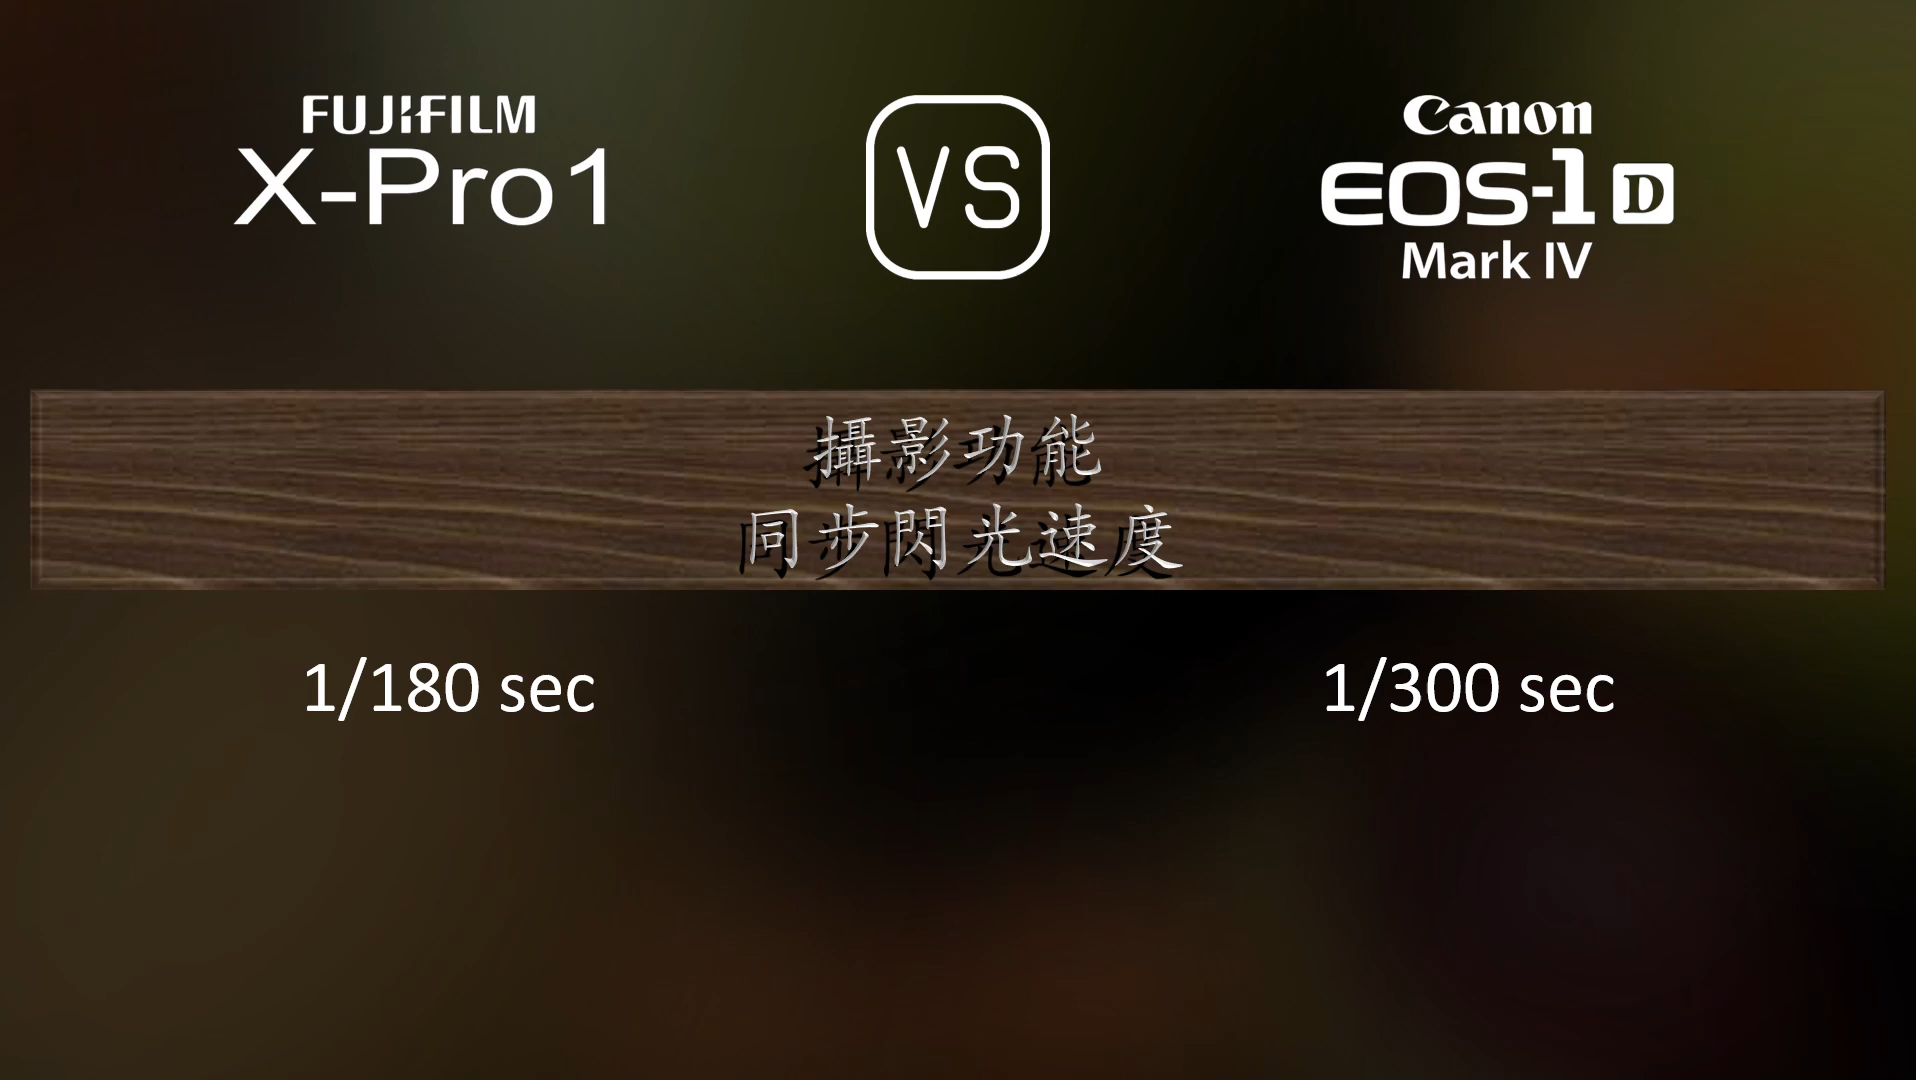 FUJIFILM
X-Pro1
VS
Canon
EOS-1D
Mark IV
攝影功能
同步閃光速度
1/180 sec
1/300 sec